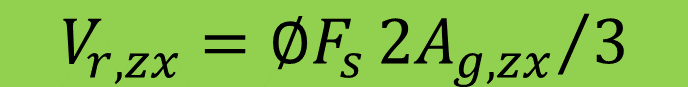 V_{r,zx} = ∅F_s 2A_{g,zx}/3